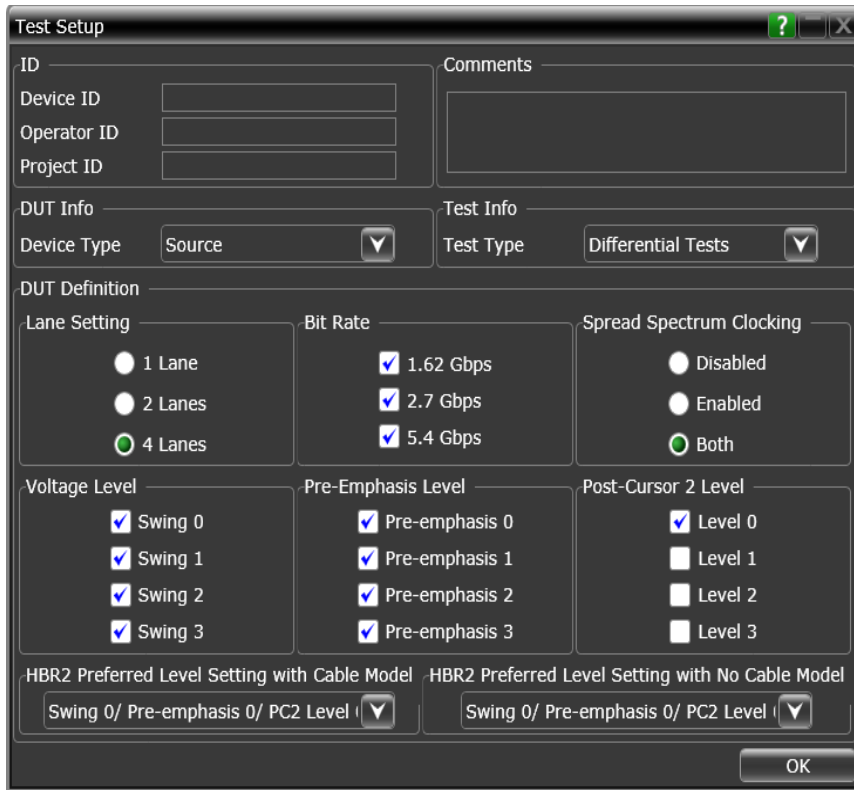 Test Setup
?
X
ID
Device ID
Operator ID
Project ID
Comments
DUT Info
Device Type
Source
Test Info
Test Type
Differential Tests
DUT Definition
Lane Setting
1 Lane
2 Lanes
4 Lanes
Bit Rate
1.62 Gbps
2.7 Gbps
5.4 Gbps
Spread Spectrum Clocking
Disabled
Enabled
Both
Voltage Level
Swing 0
Swing 1
Swing 2
Swing 3
Pre-Emphasis Level
Pre-emphasis 0
Pre-emphasis 1
Pre-emphasis 2
Pre-emphasis 3
Post-Cursor 2 Level
Level 0
Level 1
Level 2
Level 3
HBR2 Preferred Level Setting with Cable Model
Swing 0/ Pre-emphasis 0/ PC2 Level
HBR2 Preferred Level Setting with No Cable Model
Swing 0/ Pre-emphasis 0/ PC2 Level
OK